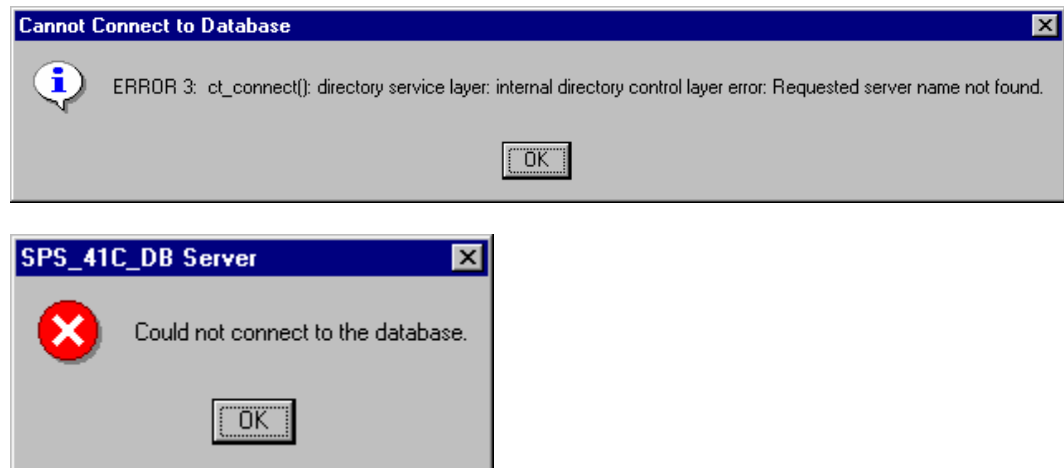 Cannot Connect to Database
ERROR 3: ct_connect(): directory service layer: internal directory control layer error: Requested server name not found.
OK
SPS_41C_DB Server
Could not connect to the database.
OK